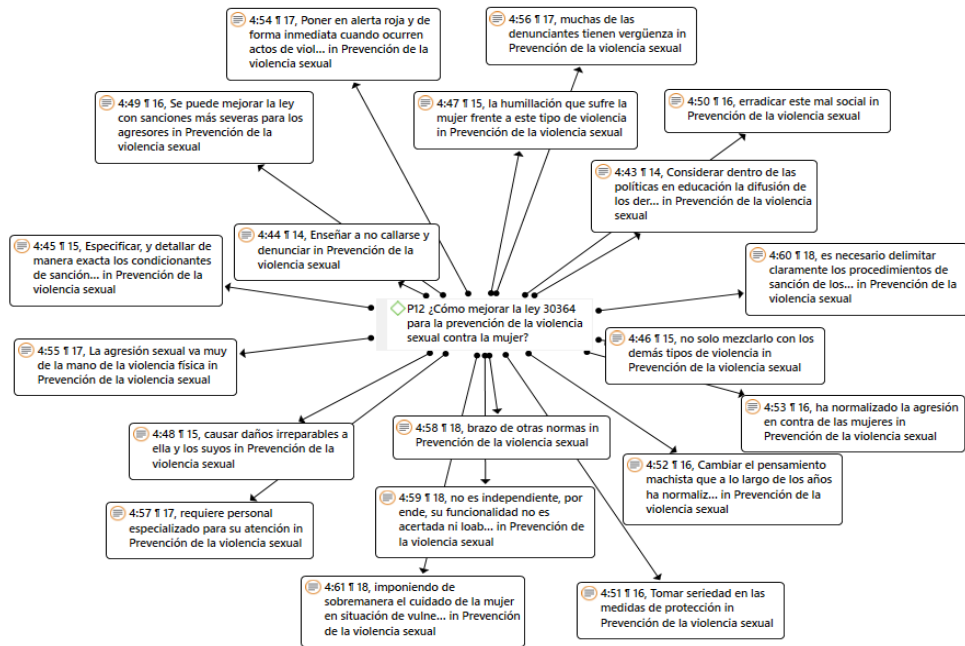 4:54 ¶ 17, Poner en alerta roja y de
forma inmediata cuando ocurren
actos de viol... in Prevención de la
violencia sexual
4:56 ¶ 17, muchas de las
denunciantes tienen vergüenza in
Prevención de la violencia sexual
4:49 ¶ 16, Se puede mejorar la ley
con sanciones más severas para los
agresores in Prevención de la
violencia sexual
4:47 ¶ 15, la humillación que sufre la
mujer frente a este tipo de violencia
in Prevención de la violencia sexual
4:50 ¶ 16, erradicar este mal social in
Prevención de la violencia sexual
4:43 ¶ 14, Considerar dentro de las
políticas en educación la difusión de
los der... in Prevención de la violencia
sexual
4:44 ¶ 14, Enseñar a no callarse y
denunciar in Prevención de la
violencia sexual
4:45 ¶ 15, Especificar, y detallar de
manera exacta los condicionantes
de sanción... in Prevención de la
violencia sexual
4:60 ¶ 18, es necesario delimitar
claramente los procedimientos de
sanción de los... in Prevención de la
violencia sexual
P12 ¿Cómo mejorar la ley 30364
para la prevención de la violencia
sexual contra la mujer?
4:46 ¶ 15, no solo mezclarlo con los
demás tipos de violencia in
Prevención de la violencia sexual
4:55 ¶ 17, La agresión sexual va muy
de la mano de la violencia física in
Prevención de la violencia sexual
4:53 ¶ 16, ha normalizado la agresión
en contra de las mujeres in
Prevención de la violencia sexual
4:48 ¶ 15, causar daños irreparables a
ella y los suyos in Prevención de la
violencia sexual
4:58 ¶ 18, brazo de otras normas in
Prevención de la violencia sexual
4:52 ¶ 16, Cambiar el pensamiento
machista que a lo largo de los años
ha normaliz... in Prevención de la
violencia sexual
4:57 ¶ 17, requiere personal
especializado para su atención in
Prevención de la violencia sexual
4:59 ¶ 18, no es independiente, por
ende, su funcionalidad no es
acertada ni loab... in Prevención de
la violencia sexual
4:61 ¶ 18, imponiendo de
sobremanera el cuidado de la mujer
en situación de vulne... in Prevención
de la violencia sexual
4:51 ¶ 16, Tomar seriedad en las
medidas de protección in
Prevención de la violencia sexual